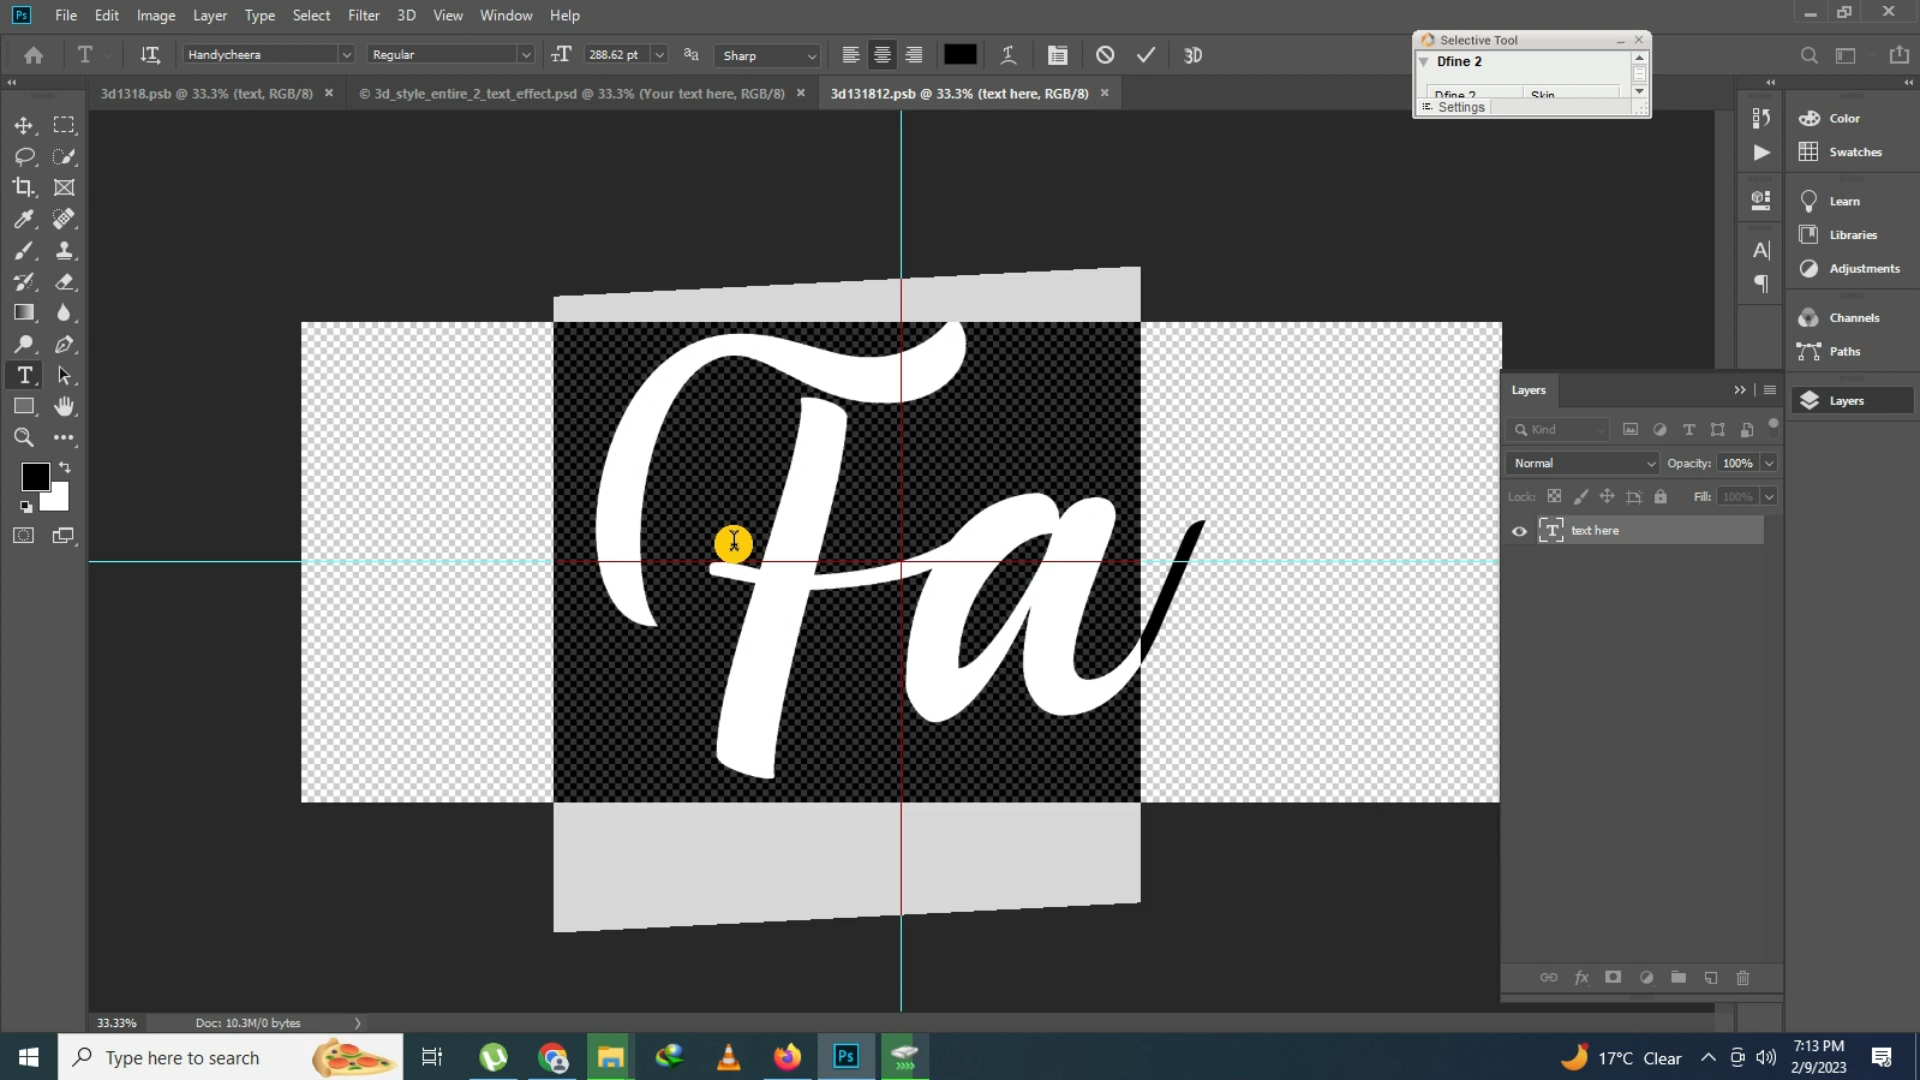 Ps File Edit Image Layer Type Select Filter 3D View Window Help
Handycheera Regular 288.62 pt Sharp 3D
Selective Tool
Dfine 2
Dfine 2 Skin
Settings
3d1318.psb @ 33.3% (text, RGB/8) × © 3d_style_entire_2_text_effect.psd @ 33.3% (Your text here, RGB/8) × 3d131812.psb @ 33.3% (text here, RGB/8) ×
Color
Swatches
Learn
Libraries
Adjustments
Channels
Paths
Layers
Fa
Layers
Kind
Normal Opacity: 100%
Lock: Fill: 100%
text here
33.33% Doc: 10.3M/0 bytes
Type here to search
Ps
17°C Clear
7:13 PM
2/9/2023